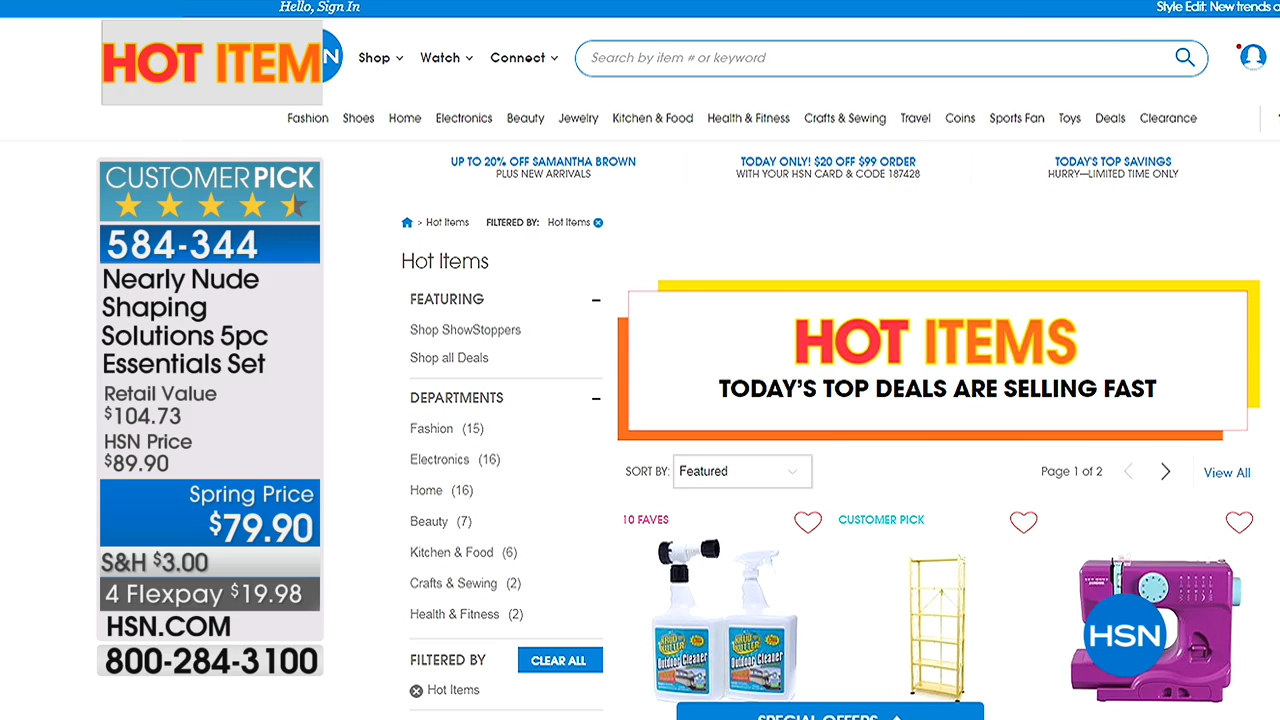 Hello, Sign In
Style Edit: New trends
HOT ITEM
N
Shop
Watch
Connect
Search by item # or keyword
Fashion Shoes Home Electronics Beauty Jewelry Kitchen & Food Health & Fitness Crafts & Sewing Travel Coins Sports Fan Toys Deals Clearance
UP TO 20% OFF SAMANTHA BROWN
PLUS NEW ARRIVALS
TODAY ONLY! $20 OFF $99 ORDER
WITH YOUR HSN CARD & CODE 187428
TODAY'S TOP SAVINGS
HURRY—LIMITED TIME ONLY
CUSTOMER PICK
584-344
Nearly Nude
Shaping
Solutions 5pc
Essentials Set
Retail Value
$104.73
HSN Price
$89.90
Spring Price
$79.90
S&H $3.00
4 Flexpay $19.98
HSN.COM
800-284-3100
> Hot Items FILTERED BY: Hot Items
Hot Items
FEATURING
Shop ShowStoppers
Shop all Deals
DEPARTMENTS
Fashion (15)
Electronics (16)
Home (16)
Beauty (7)
Kitchen & Food (6)
Crafts & Sewing (2)
Health & Fitness (2)
FILTERED BY
CLEAR ALL
Hot Items
HOT ITEMS
TODAY'S TOP DEALS ARE SELLING FAST
SORT BY: Featured
Page 1 of 2
View All
10 FAVES
CUSTOMER PICK
KRUD KUTTER
Outdoor Cleaner
KRUD KUTTER
Outdoor Cleaner
HSN
SPECIAL OFFERS